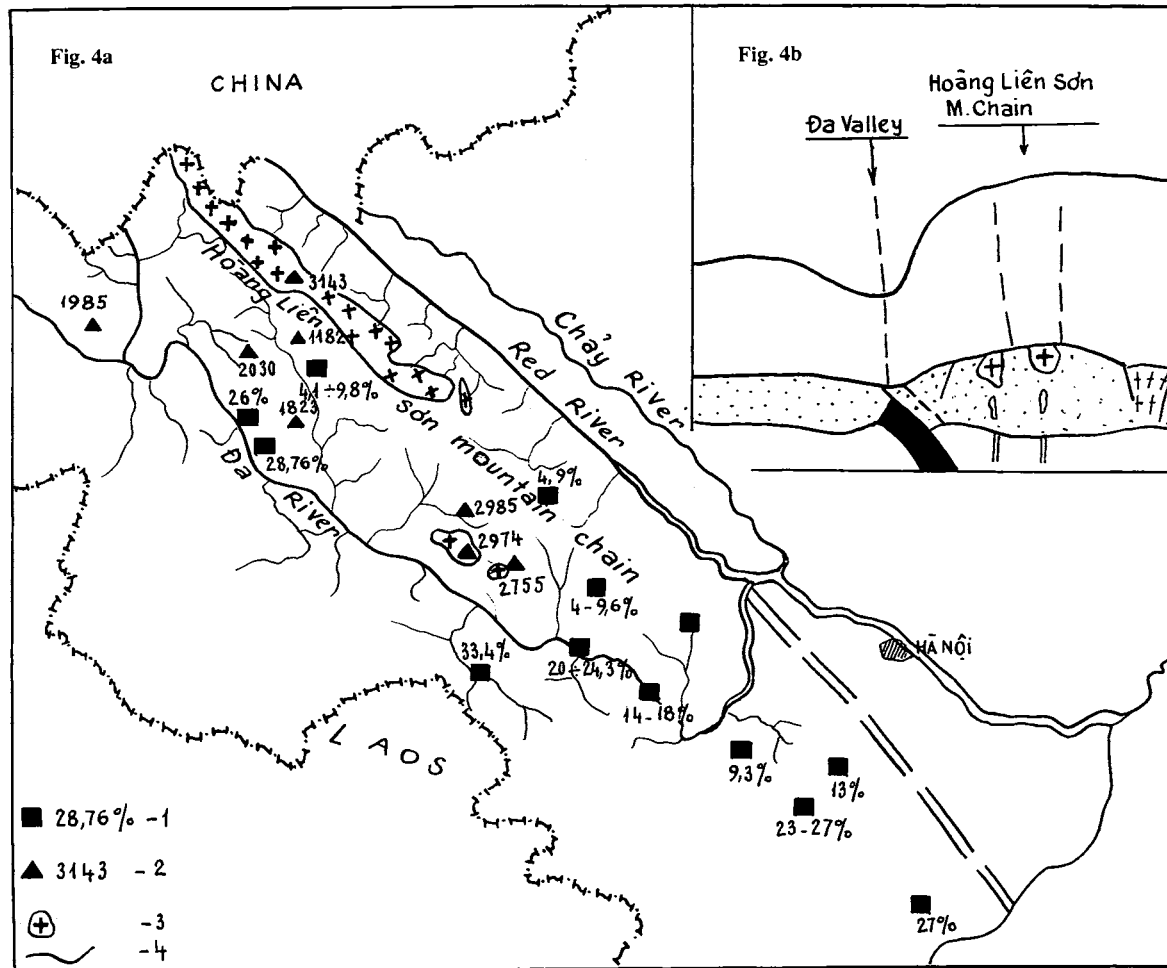 Fig. 4a
CHINA
1985
2030
1182
3143
4,1 ÷ 9,8%
26%
1823
28,76%
Hoàng Liên Sơn mountain chain
Red River
Chảy River
Đa River
4,9%
2985
2974
2755
4-9,6%
33,4%
20 ÷ 24,3%
14-18%
HÀ NỘI
LAOS
9,3%
13%
23-27%
27%
28,76% -1
3143 -2
-3
-4
Fig. 4b
Đa Valley
Hoàng Liên Sơn
M. Chain